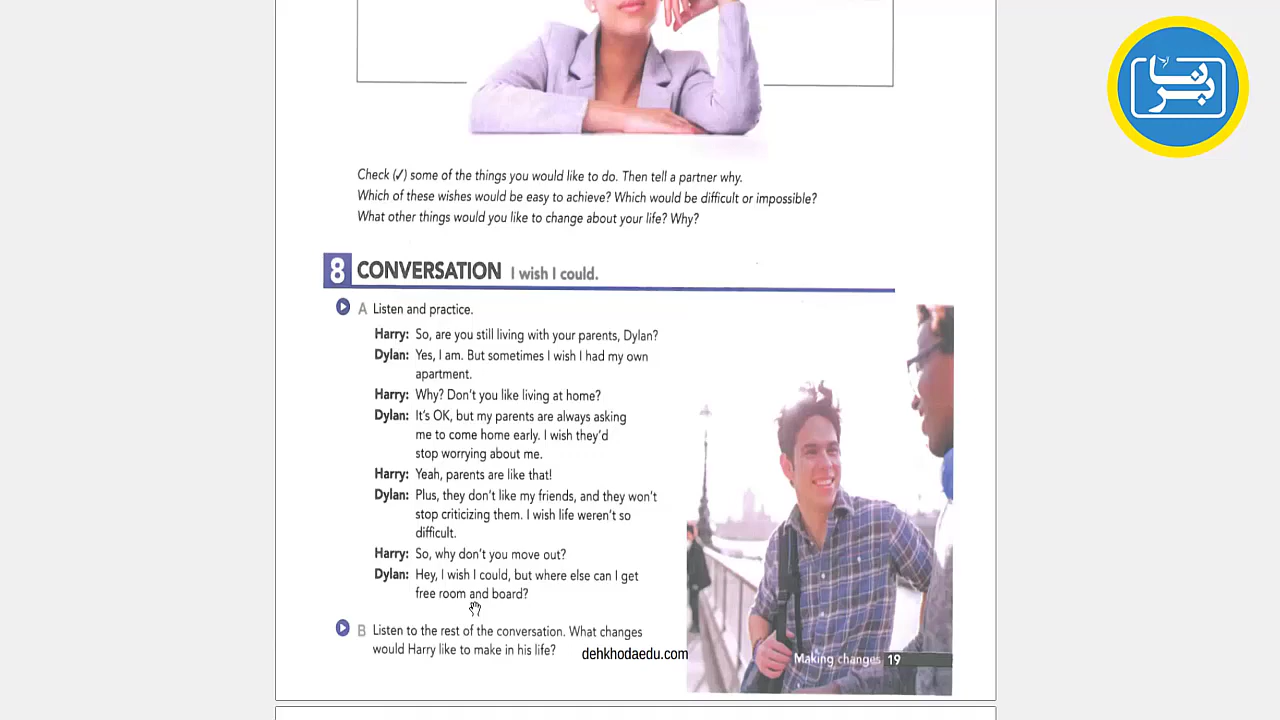 برنا
Check (✓) some of the things you would like to do. Then tell a partner why.
Which of these wishes would be easy to achieve? Which would be difficult or impossible?
What other things would you like to change about your life? Why?
8 CONVERSATION I wish I could.
A Listen and practice.
Harry: So, are you still living with your parents, Dylan?
Dylan: Yes, I am. But sometimes I wish I had my own
apartment.
Harry: Why? Don't you like living at home?
Dylan: It's OK, but my parents are always asking
me to come home early. I wish they'd
stop worrying about me.
Harry: Yeah, parents are like that!
Dylan: Plus, they don't like my friends, and they won't
stop criticizing them. I wish life weren't so
difficult.
Harry: So, why don't you move out?
Dylan: Hey, I wish I could, but where else can I get
free room and board?
B Listen to the rest of the conversation. What changes
would Harry like to make in his life?
dehkhodaedu.com
Making changes 19